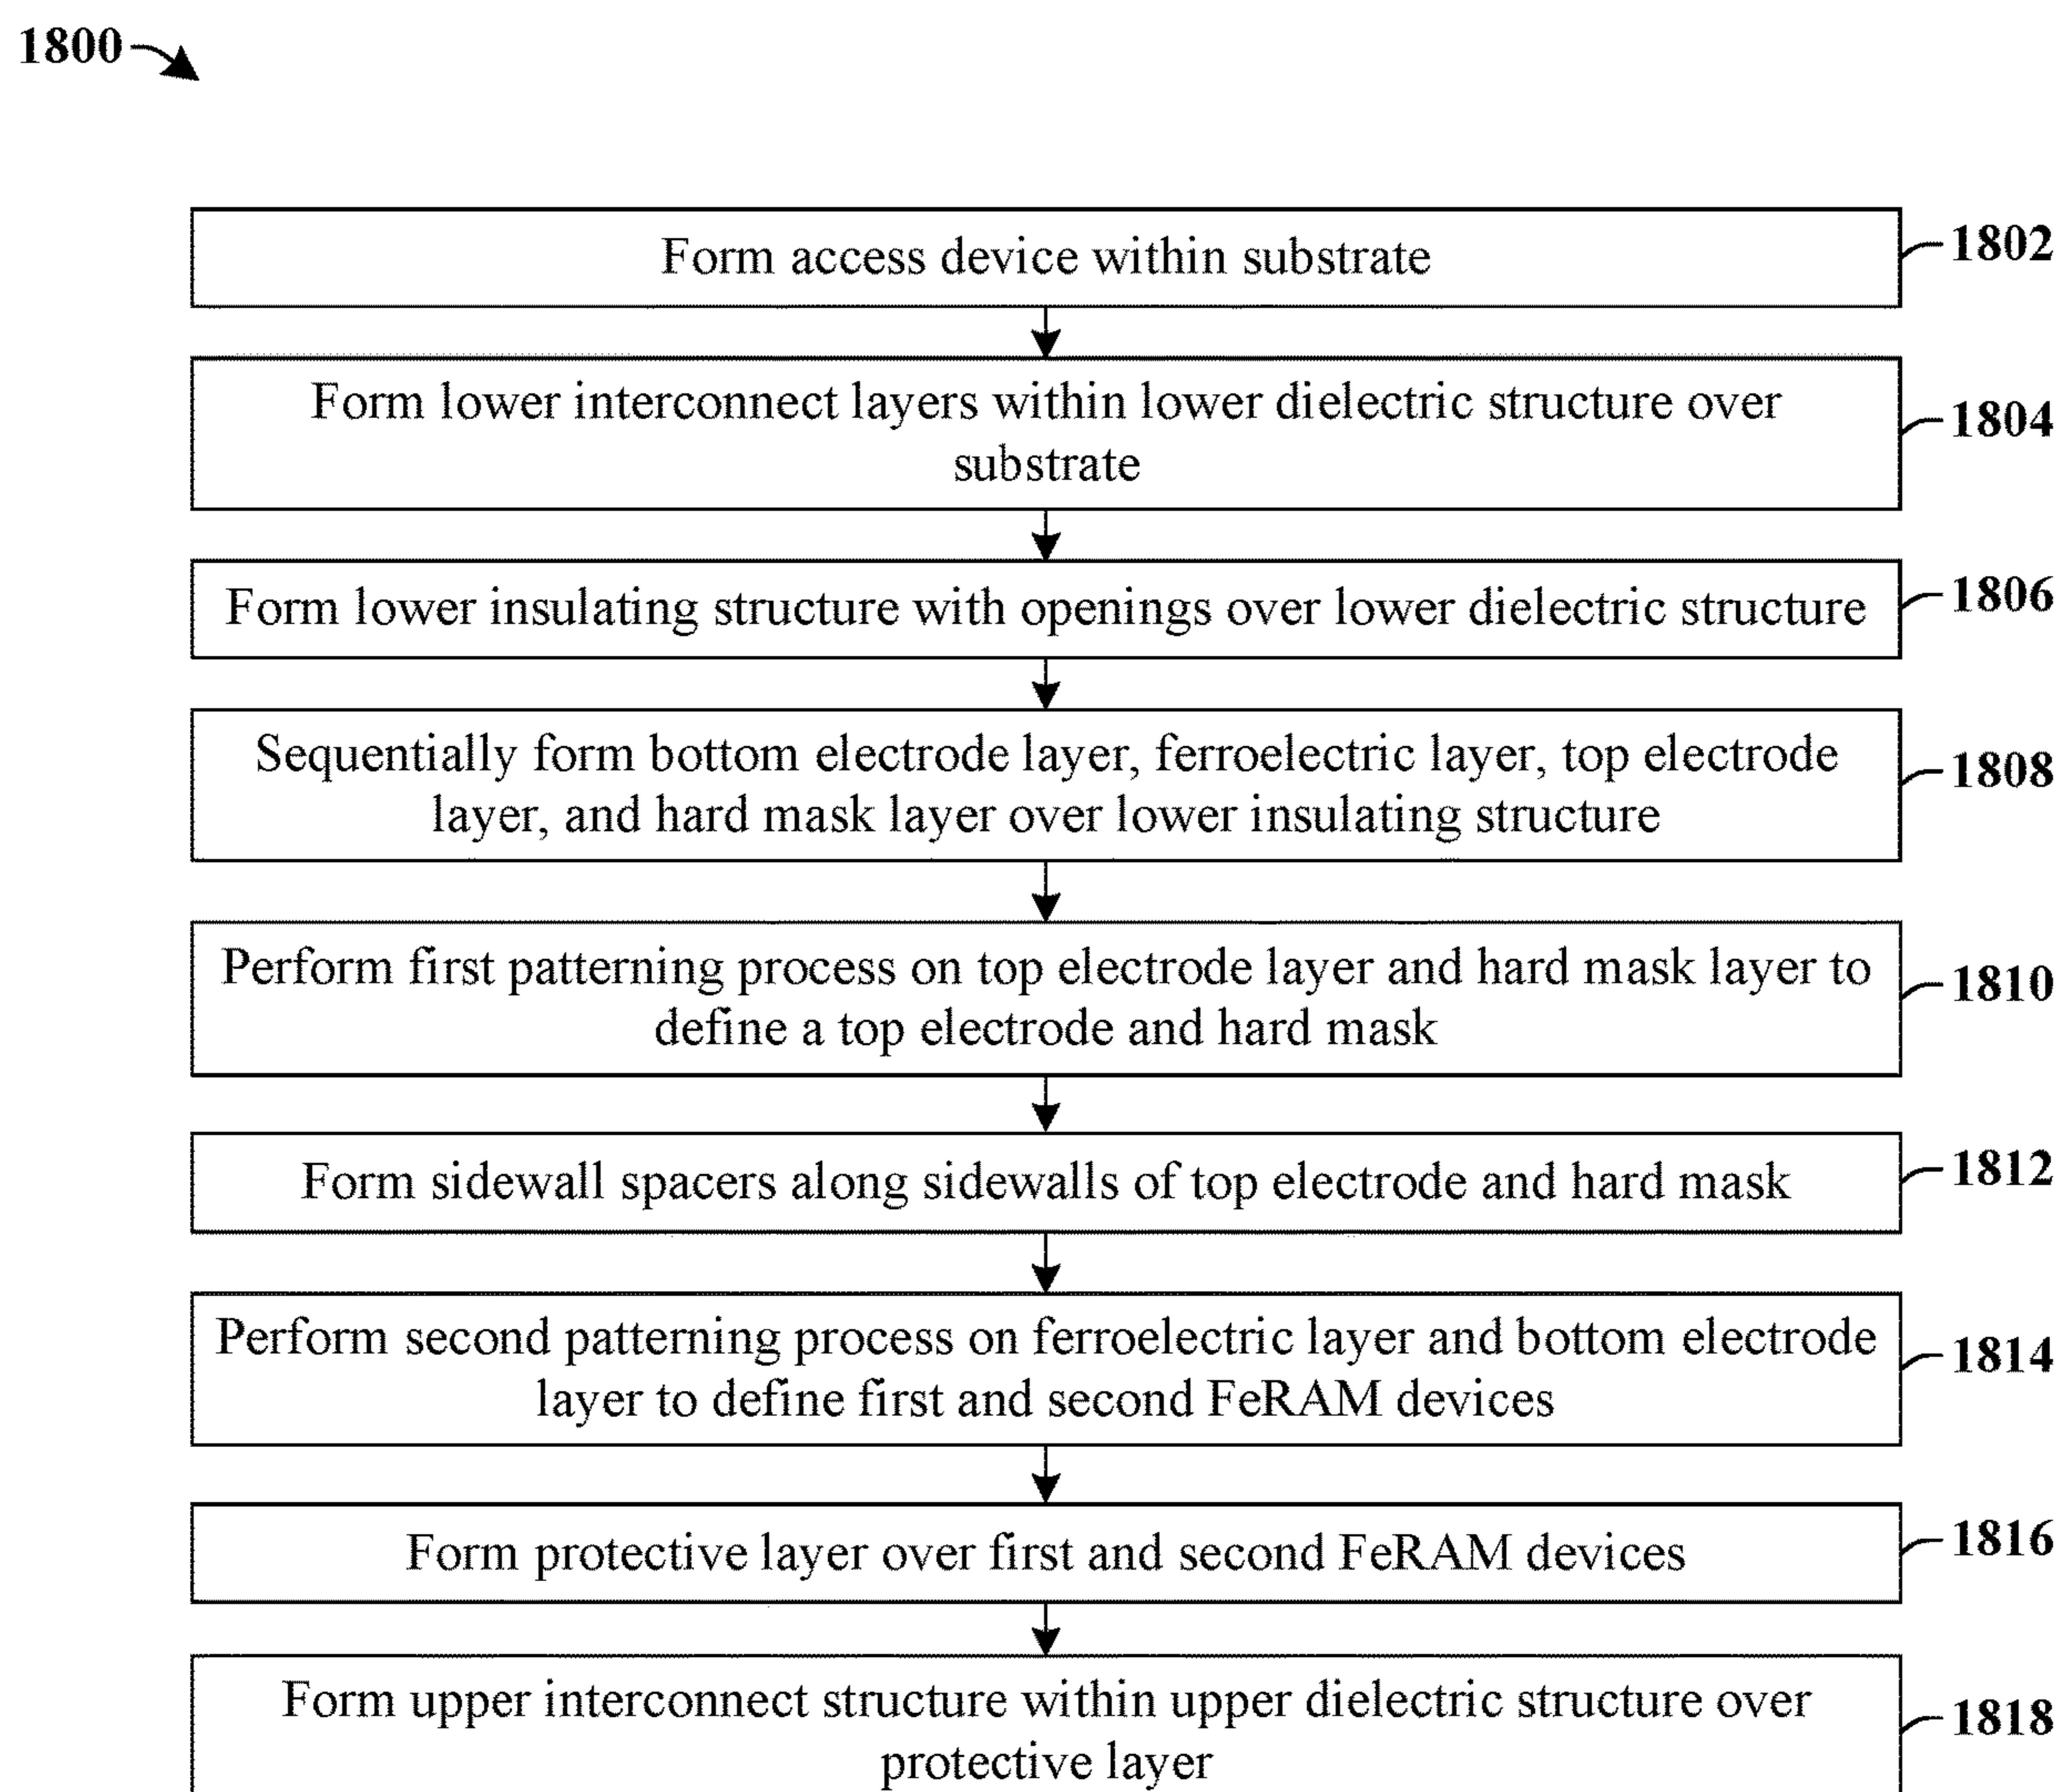 1800
Form access device within substrate
1802
Form lower interconnect layers within lower dielectric structure over
substrate
1804
Form lower insulating structure with openings over lower dielectric structure
1806
Sequentially form bottom electrode layer, ferroelectric layer, top electrode
layer, and hard mask layer over lower insulating structure
1808
Perform first patterning process on top electrode layer and hard mask layer to
define a top electrode and hard mask
1810
Form sidewall spacers along sidewalls of top electrode and hard mask
1812
Perform second patterning process on ferroelectric layer and bottom electrode
layer to define first and second FeRAM devices
1814
Form protective layer over first and second FeRAM devices
1816
Form upper interconnect structure within upper dielectric structure over
protective layer
1818